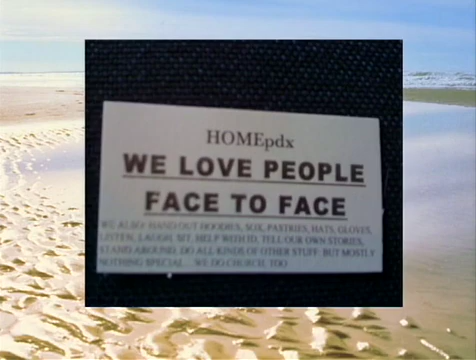 HOMEpdx
WE LOVE PEOPLE
FACE TO FACE
WE ALSO HAND OUT HOODIES, SOX, PASTRIES, HATS, GLOVES,
LISTEN, LAUGH, SIT, HELP WITH ID, TELL OUR OWN STORIES,
STAND AROUND, DO ALL KINDS OF OTHER STUFF BUT MOSTLY
NOTHING SPECIAL... WE DO CHURCH, TOO